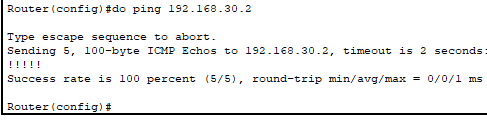 Router(config)#do ping 192.168.30.2
Type escape sequence to abort.
Sending 5, 100-byte ICMP Echos to 192.168.30.2, timeout is 2 seconds:
!!!!!
Success rate is 100 percent (5/5), round-trip min/avg/max = 0/0/1 ms
Router(config)#